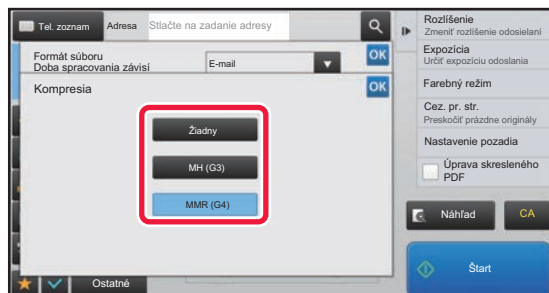 Tel. zoznam
Adresa
Stlačte na zadanie adresy
Formát súboru
Doba spracovania závisí
E-mail
OK
Kompresia
OK
Žiadny
MH (G3)
MMR (G4)
Ostatné
Rozlíšenie
Zmeniť rozlíšenie odosielaní
Expozícia
Určiť expozíciu odoslania
Farebný režim
Cez. pr. str.
Preskočiť prázdne originály
Nastavenie pozadia
Úprava skresleného
PDF
Náhľad
CA
Štart